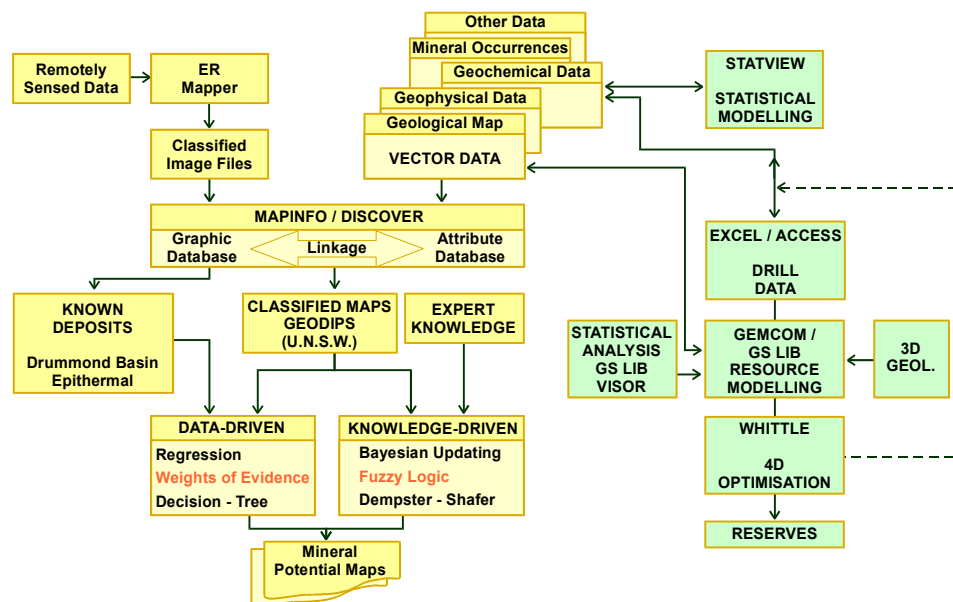 Other Data
Mineral Occurrences
Geochemical Data
Geophysical Data
Geological Map
VECTOR DATA
Remotely
Sensed Data
ER
Mapper
Classified
Image Files
STATVIEW
STATISTICAL
MODELLING
MAPINFO / DISCOVER
Graphic
Database
Linkage
Attribute
Database
EXCEL / ACCESS
DRILL
DATA
KNOWN
DEPOSITS
Drummond Basin
Epithermal
CLASSIFIED MAPS
GEODIPS
(U.N.S.W.)
EXPERT
KNOWLEDGE
STATISTICAL
ANALYSIS
GS LIB
VISOR
GEMCOM /
GS LIB
RESOURCE
MODELLING
3D
GEOL.
DATA-DRIVEN
Regression
Weights of Evidence
Decision - Tree
KNOWLEDGE-DRIVEN
Bayesian Updating
Fuzzy Logic
Dempster - Shafer
WHITTLE
4D
OPTIMISATION
RESERVES
Mineral
Potential Maps